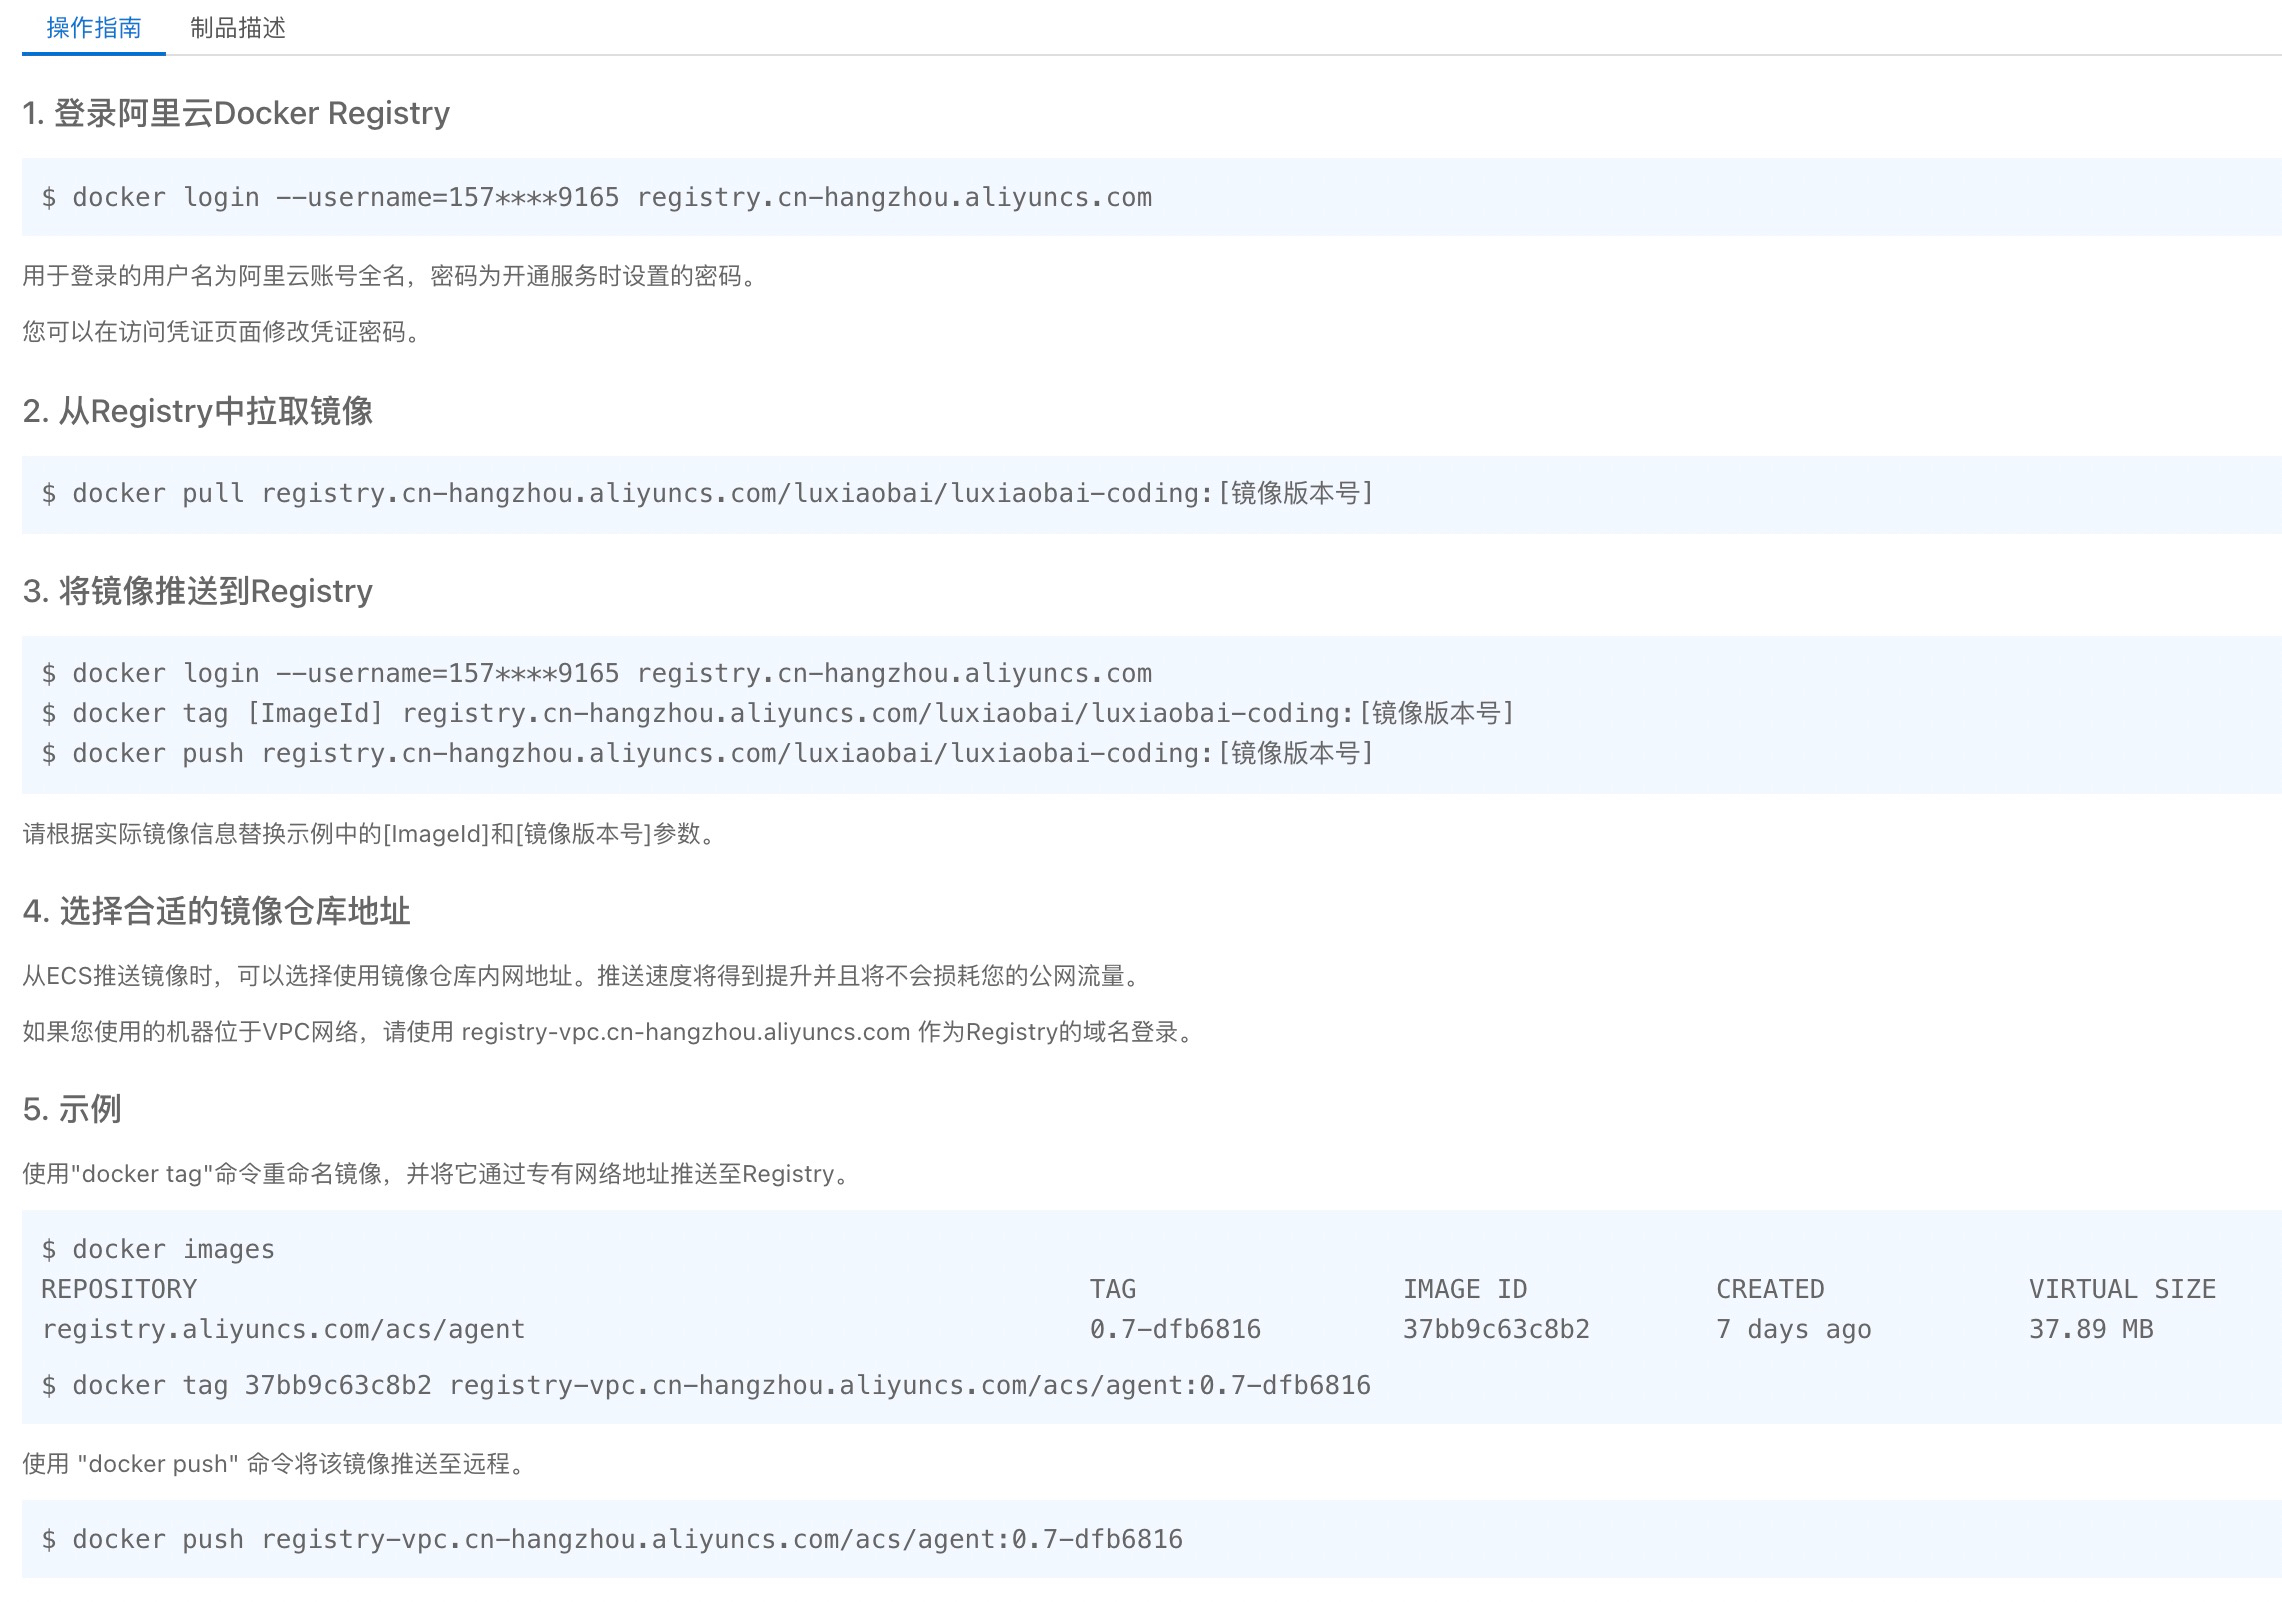 操作指南 制品描述
1. 登录阿里云Docker Registry
$ docker login --username=157****9165 registry.cn-hangzhou.aliyuncs.com
用于登录的用户名为阿里云账号全名，密码为开通服务时设置的密码。
您可以在访问凭证页面修改凭证密码。
2. 从Registry中拉取镜像
$ docker pull registry.cn-hangzhou.aliyuncs.com/luxiaobai/luxiaobai-coding:[镜像版本号]
3. 将镜像推送到Registry
$ docker login --username=157****9165 registry.cn-hangzhou.aliyuncs.com
$ docker tag [ImageId] registry.cn-hangzhou.aliyuncs.com/luxiaobai/luxiaobai-coding:[镜像版本号]
$ docker push registry.cn-hangzhou.aliyuncs.com/luxiaobai/luxiaobai-coding:[镜像版本号]
请根据实际镜像信息替换示例中的[ImageId]和[镜像版本号]参数。
4. 选择合适的镜像仓库地址
从ECS推送镜像时，可以选择使用镜像仓库内网地址。推送速度将得到提升并且将不会损耗您的公网流量。
如果您使用的机器位于VPC网络，请使用 registry-vpc.cn-hangzhou.aliyuncs.com 作为Registry的域名登录。
5. 示例
使用"docker tag"命令重命名镜像，并将它通过专有网络地址推送至Registry。
$ docker images
REPOSITORY TAG IMAGE ID CREATED VIRTUAL SIZE
registry.aliyuncs.com/acs/agent 0.7-dfb6816 37bb9c63c8b2 7 days ago 37.89 MB
$ docker tag 37bb9c63c8b2 registry-vpc.cn-hangzhou.aliyuncs.com/acs/agent:0.7-dfb6816
使用 "docker push" 命令将该镜像推送至远程。
$ docker push registry-vpc.cn-hangzhou.aliyuncs.com/acs/agent:0.7-dfb6816